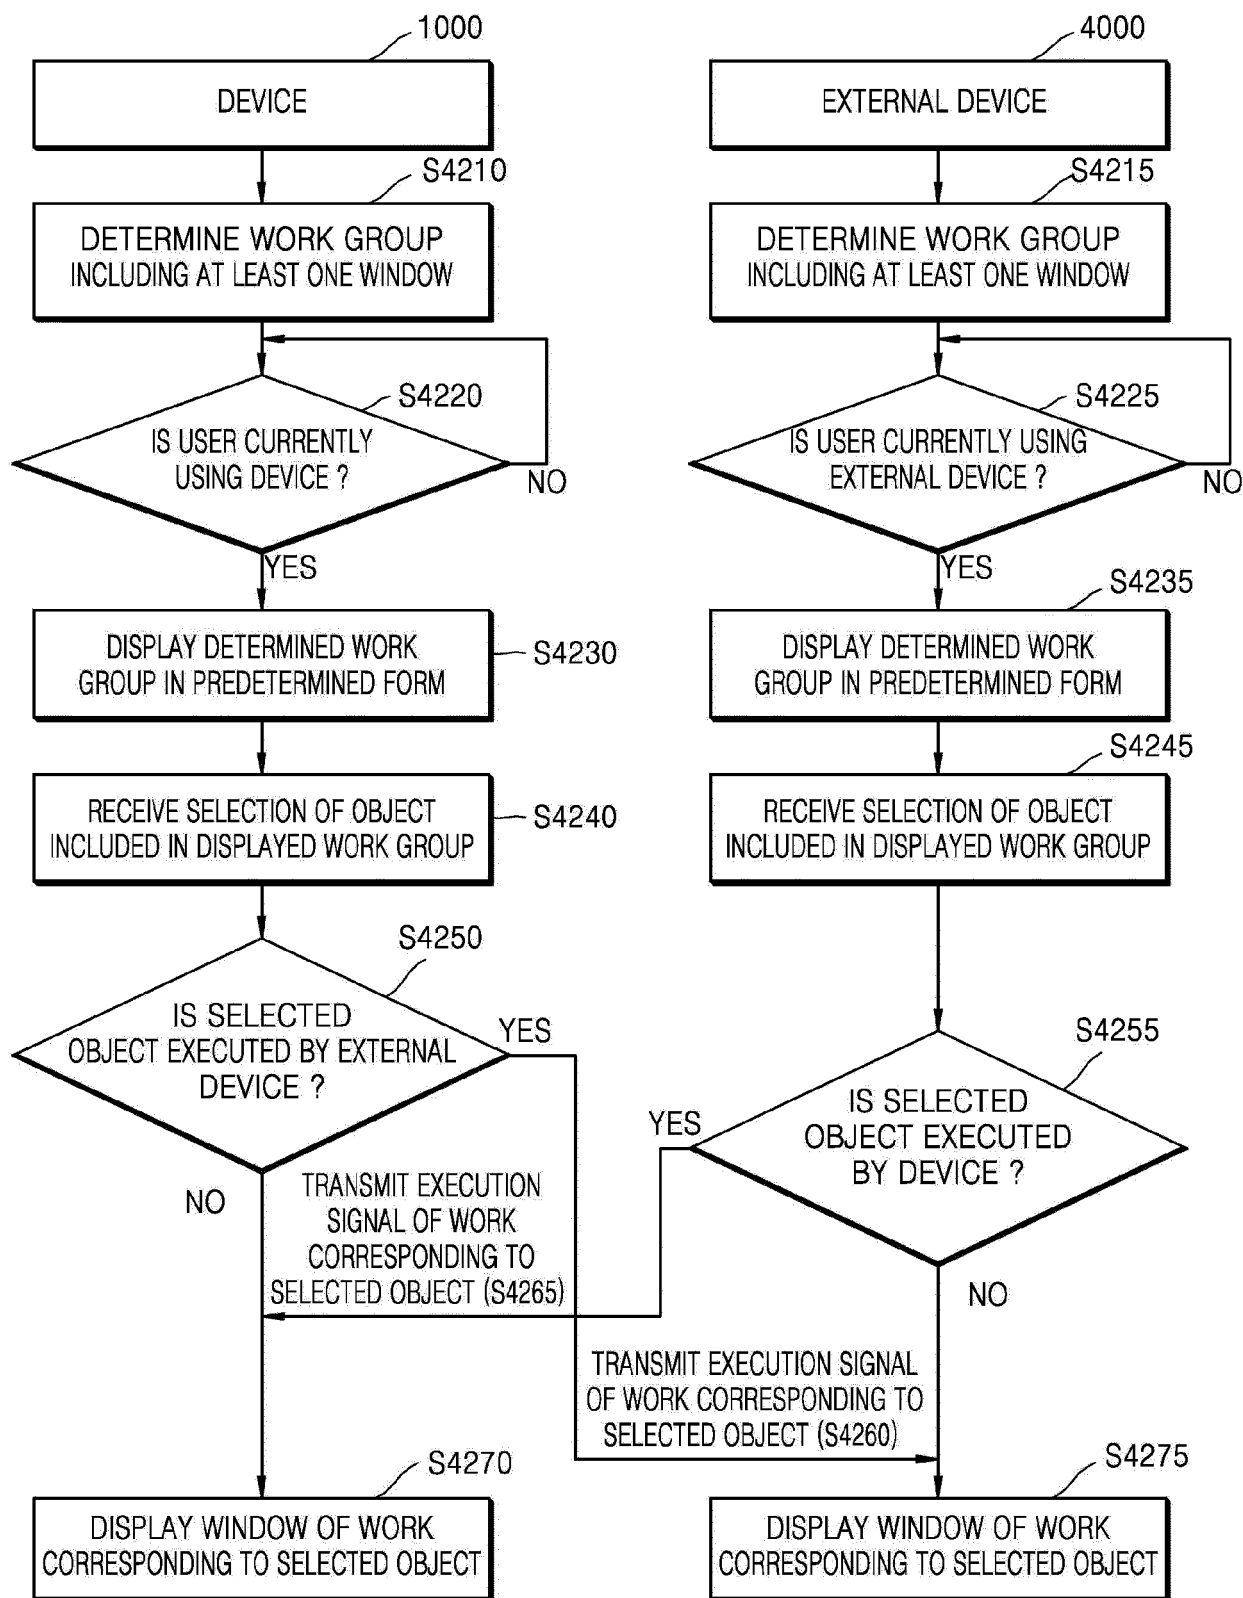 1000
DEVICE
S4210
DETERMINE WORK GROUP
INCLUDING AT LEAST ONE WINDOW
S4220
IS USER CURRENTLY
USING DEVICE ?
NO
YES
DISPLAY DETERMINED WORK
GROUP IN PREDETERMINED FORM
S4230
RECEIVE SELECTION OF OBJECT
INCLUDED IN DISPLAYED WORK GROUP
S4240
S4250
IS SELECTED
OBJECT EXECUTED BY EXTERNAL
DEVICE ?
YES
NO
TRANSMIT EXECUTION
SIGNAL OF WORK
CORRESPONDING TO
SELECTED OBJECT (S4265)
S4270
DISPLAY WINDOW OF WORK
CORRESPONDING TO SELECTED OBJECT
4000
EXTERNAL DEVICE
S4215
DETERMINE WORK GROUP
INCLUDING AT LEAST ONE WINDOW
S4225
IS USER CURRENTLY USING
EXTERNAL DEVICE ?
NO
YES
S4235
DISPLAY DETERMINED WORK
GROUP IN PREDETERMINED FORM
S4245
RECEIVE SELECTION OF OBJECT
INCLUDED IN DISPLAYED WORK GROUP
S4255
IS SELECTED
OBJECT EXECUTED
BY DEVICE ?
YES
NO
TRANSMIT EXECUTION SIGNAL
OF WORK CORRESPONDING TO
SELECTED OBJECT (S4260)
S4275
DISPLAY WINDOW OF WORK
CORRESPONDING TO SELECTED OBJECT